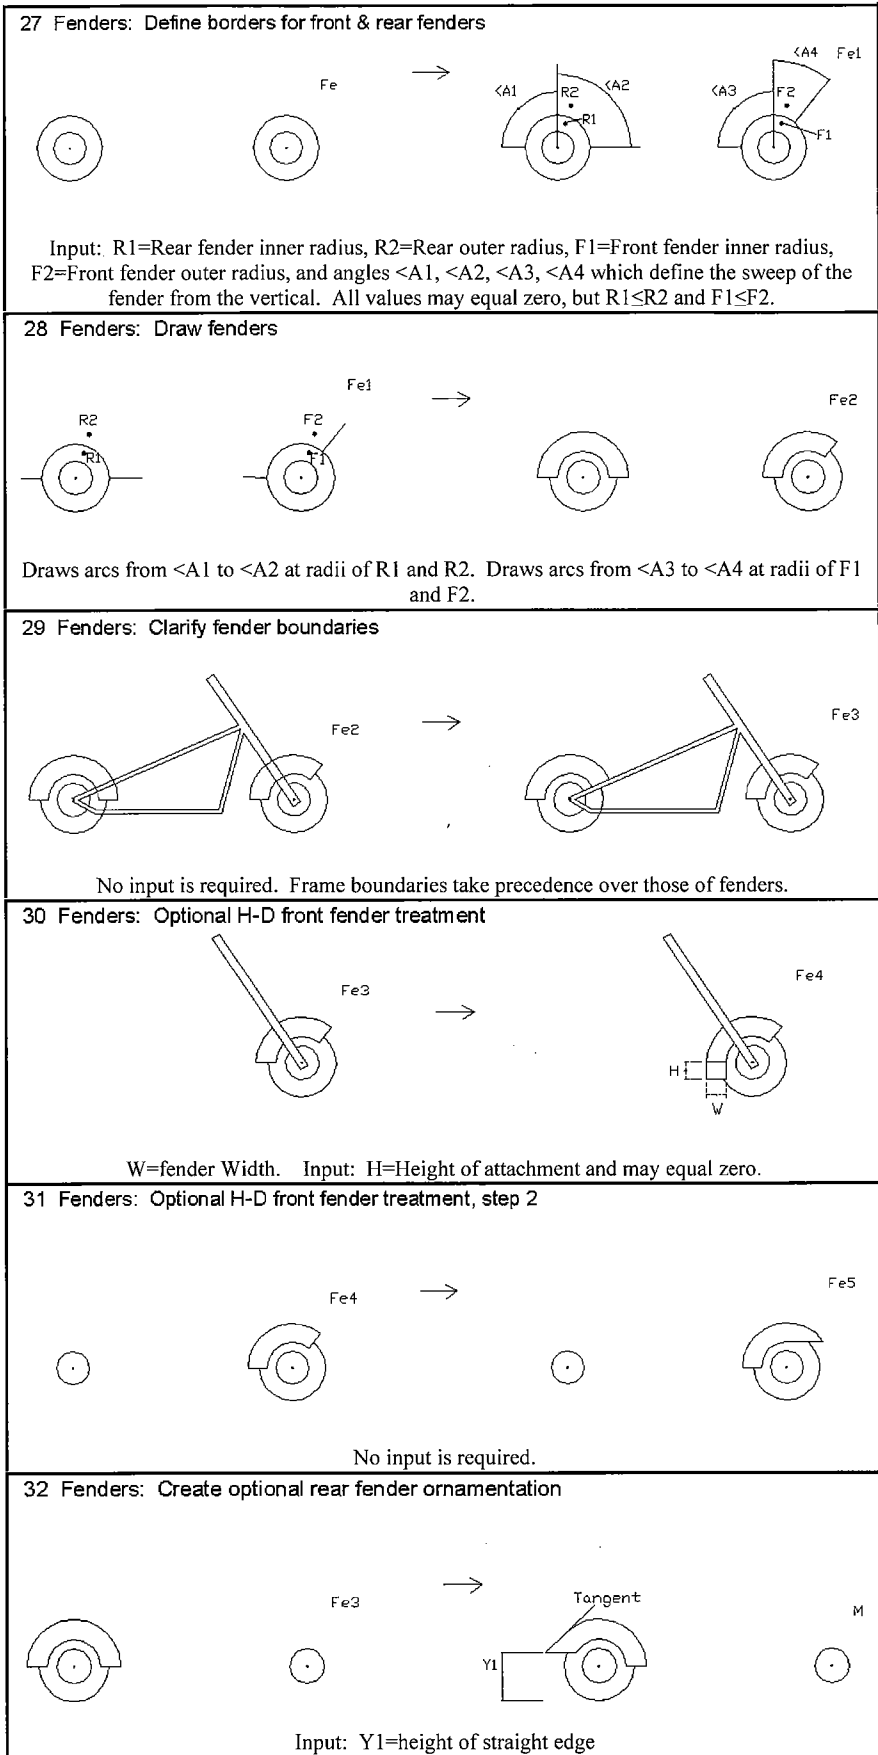 27 Fenders: Define borders for front & rear fenders
Fe
<A1
R2
<A2
R1
<A3
<A4
Fe1
F2
F1
Input: R1=Rear fender inner radius, R2=Rear outer radius, F1=Front fender inner radius,
F2=Front fender outer radius, and angles <A1, <A2, <A3, <A4 which define the sweep of the
fender from the vertical. All values may equal zero, but R1≤R2 and F1≤F2.
28 Fenders: Draw fenders
R2
R1
Fe1
F2
F1
Fe2
Draws arcs from <A1 to <A2 at radii of R1 and R2. Draws arcs from <A3 to <A4 at radii of F1
and F2.
29 Fenders: Clarify fender boundaries
Fe2
Fe3
No input is required. Frame boundaries take precedence over those of fenders.
30 Fenders: Optional H-D front fender treatment
Fe3
Fe4
H
W
W=fender Width. Input: H=Height of attachment and may equal zero.
31 Fenders: Optional H-D front fender treatment, step 2
Fe4
Fe5
No input is required.
32 Fenders: Create optional rear fender ornamentation
Fe3
Tangent
Y1
M
Input: Y1=height of straight edge